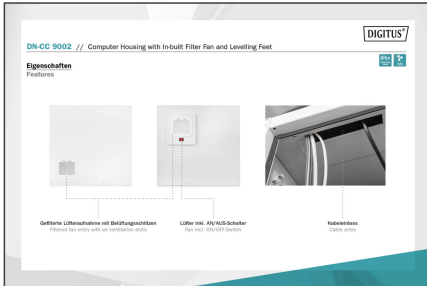 DIGITUS®
DN-CC 9002 // Computer Housing with In-built Filter Fan and Levelling Feet
IP54
Eigenschaften
Features
Gefilterte Lüfteraufnahme mit Belüftungsschlitzen
Filtered fan entry with air ventilation slots
Lüfter inkl. AN/AUS-Schalter
Fan incl. ON/OFF-Switch
Kabeleinlass
Cable entry